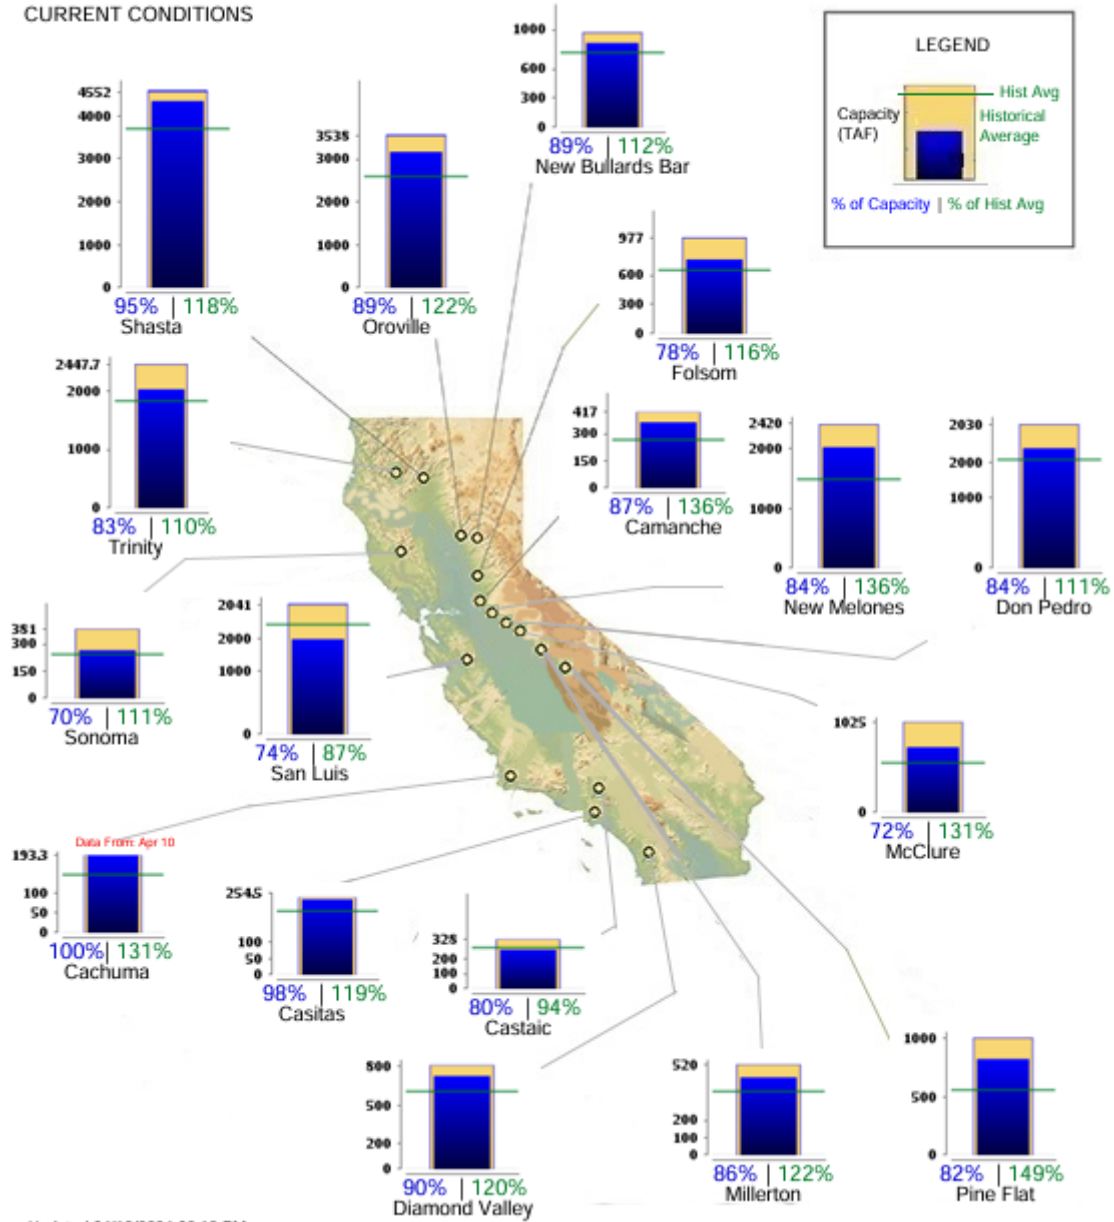 CURRENT CONDITIONS
1000
600
300
0
89% | 112%
New Bullards Bar
LEGEND
Hist Avg
Capacity
(TAF)
Historical
Average
% of Capacity | % of Hist Avg
4552
4000
3000
2000
1000
0
95% | 118%
Shasta
3538
3000
2000
1000
0
89% | 122%
Oroville
977
600
300
0
78% | 116%
Folsom
2447.7
2000
1000
0
83% | 110%
Trinity
417
300
150
0
87% | 136%
Camanche
2420
2000
1000
0
84% | 136%
New Melones
2030
2000
1000
0
84% | 111%
Don Pedro
381
300
150
0
70% | 111%
Sonoma
2041
2000
1000
0
74% | 87%
San Luis
1025
0
72% | 131%
McClure
Data From: Apr 10
193.3
100
50
0
100% | 131%
Cachuma
254.5
100
50
0
98% | 119%
Casitas
328
200
100
0
80% | 94%
Castaic
800
500
200
0
90% | 120%
Diamond Valley
520
200
100
0
86% | 122%
Millerton
1000
500
0
82% | 149%
Pine Flat